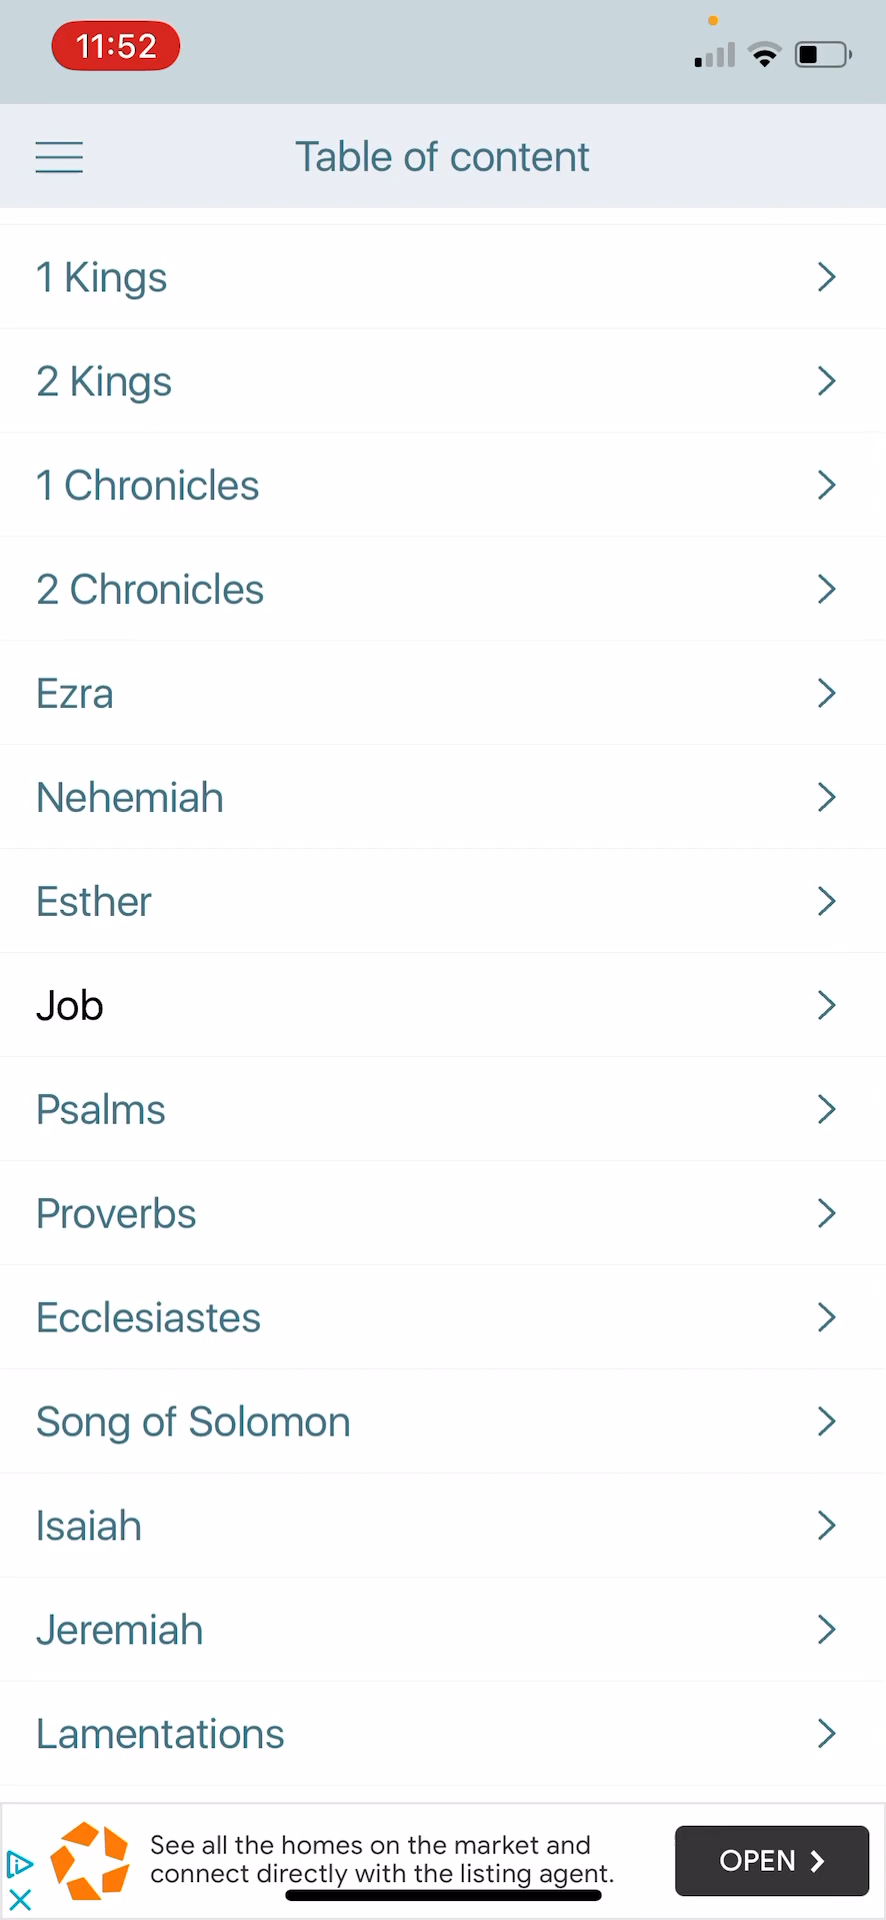 11:52
Table of content
1 Kings
2 Kings
1 Chronicles
2 Chronicles
Ezra
Nehemiah
Esther
Job
Psalms
Proverbs
Ecclesiastes
Song of Solomon
Isaiah
Jeremiah
Lamentations
See all the homes on the market and
connect directly with the listing agent.
OPEN